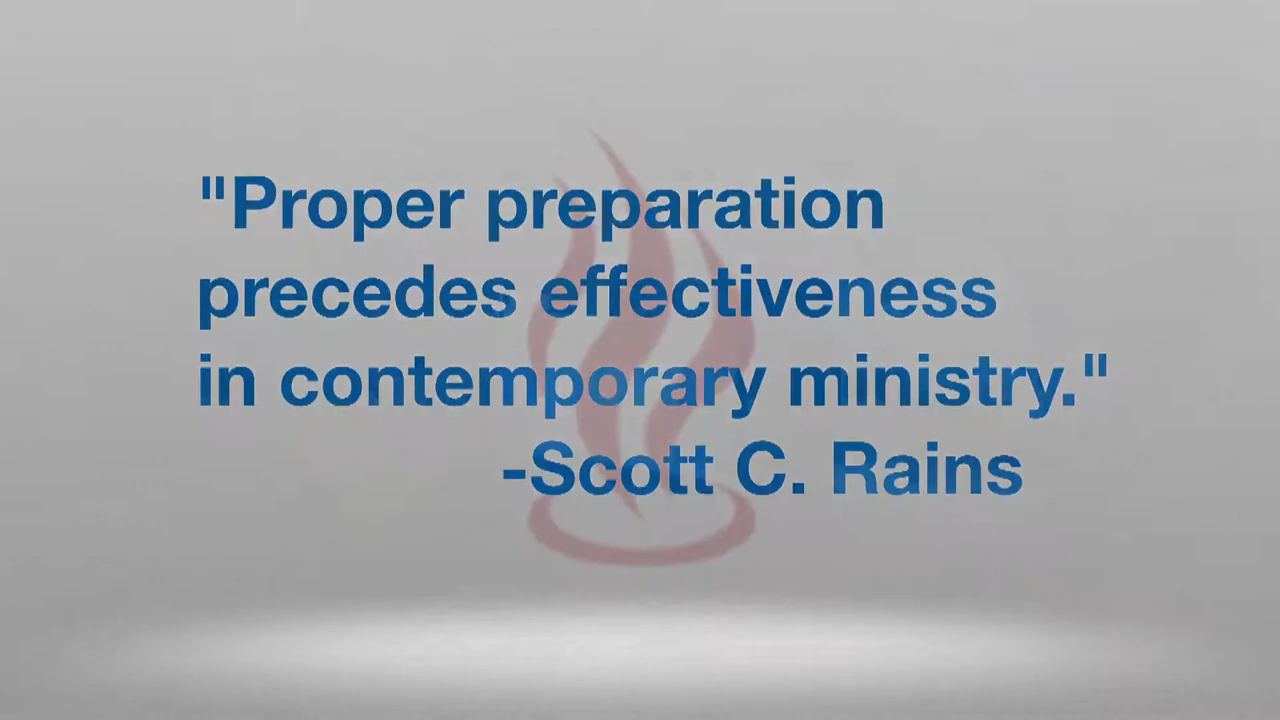 "Proper preparation
precedes effectiveness
in contemporary ministry."
-Scott C. Rains